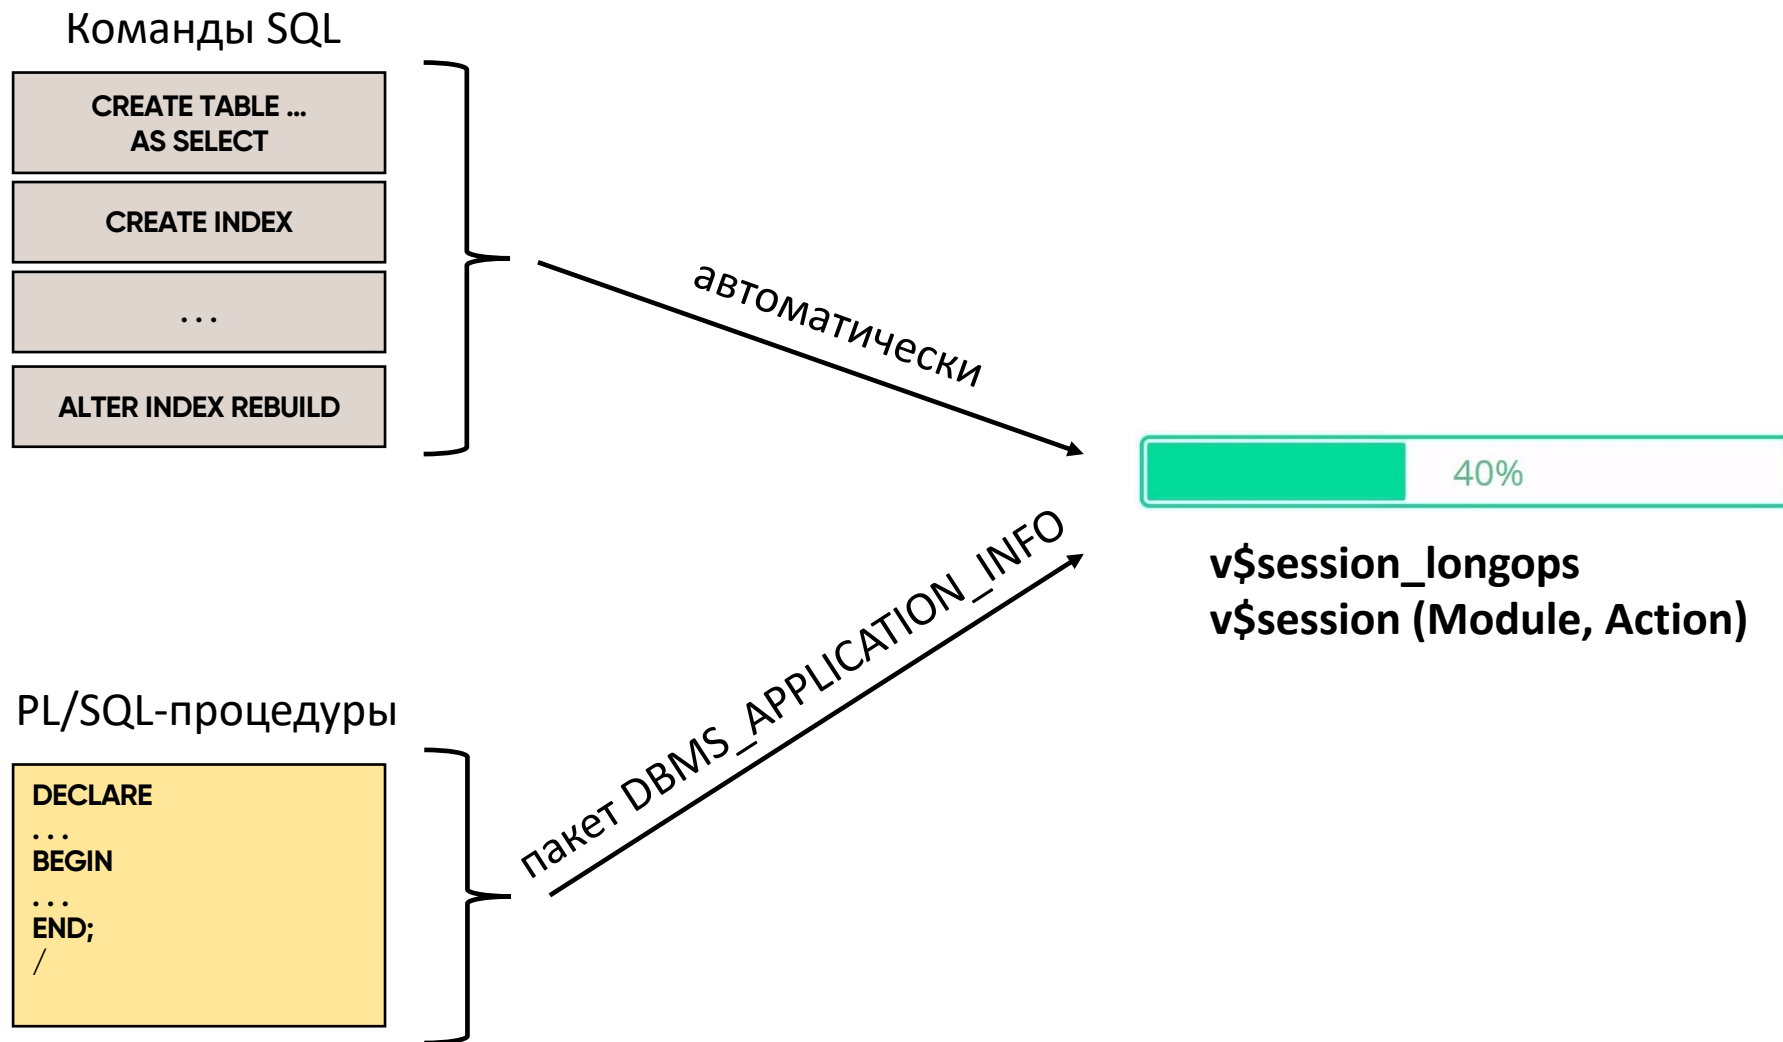 Команды SQL
CREATE TABLE ...
AS SELECT
CREATE INDEX
...
ALTER INDEX REBUILD
автоматически
40%
v$session_longops
v$session (Module, Action)
пакет DBMS_APPLICATION_INFO
PL/SQL-процедуры
DECLARE
...
BEGIN
...
END;
/